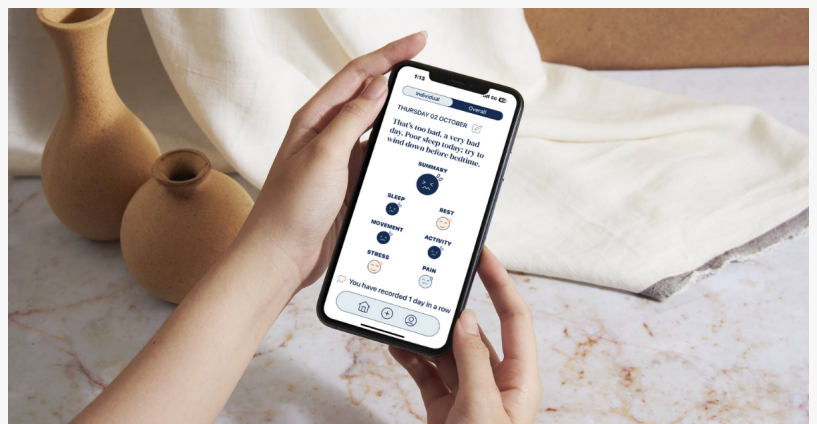 1:13
Individual
Overall
THURSDAY 02 OCTOBER
That's too bad, a very bad
day. Poor sleep today; try to
wind down before bedtime.
SUMMARY
SLEEP
REST
MOVEMENT
ACTIVITY
STRESS
PAIN
You have recorded 1 day in a row